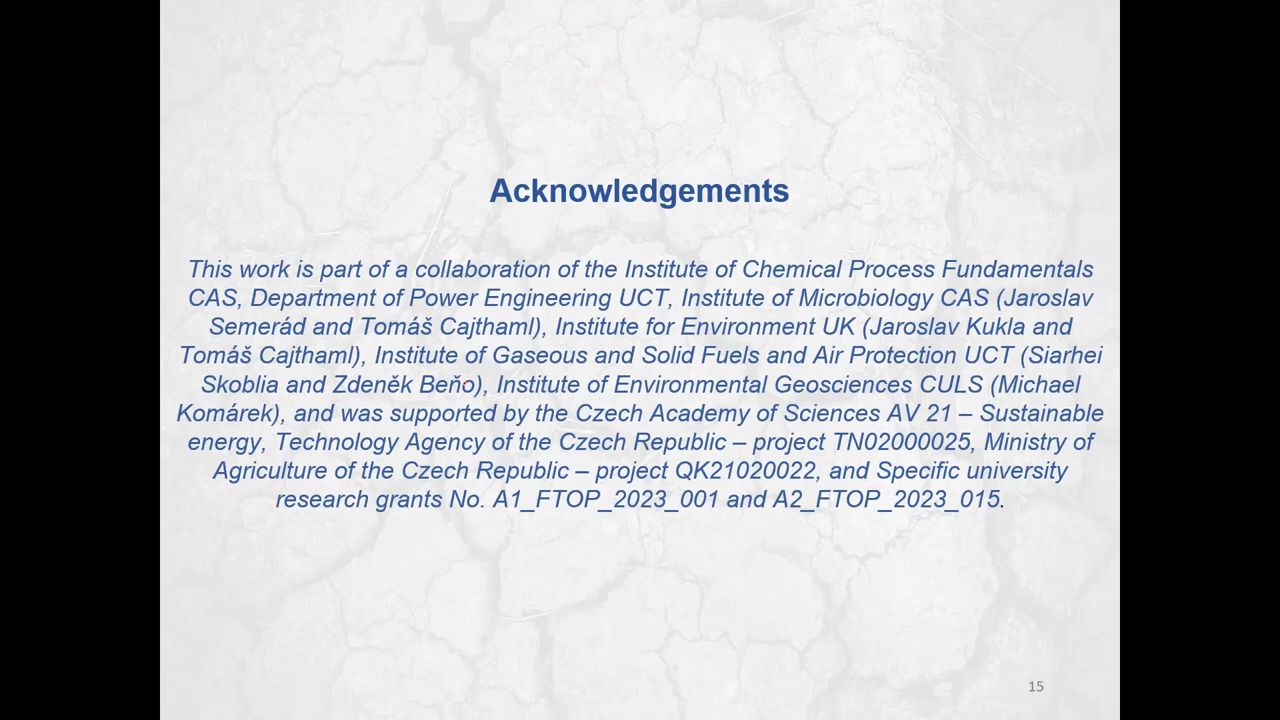 Acknowledgements
This work is part of a collaboration of the Institute of Chemical Process Fundamentals
CAS, Department of Power Engineering UCT, Institute of Microbiology CAS (Jaroslav
Semerád and Tomáš Cajthaml), Institute for Environment UK (Jaroslav Kukla and
Tomáš Cajthaml), Institute of Gaseous and Solid Fuels and Air Protection UCT (Siarhei
Skoblia and Zdeněk Beňo), Institute of Environmental Geosciences CULS (Michael
Komárek), and was supported by the Czech Academy of Sciences AV 21 – Sustainable
energy, Technology Agency of the Czech Republic – project TN02000025, Ministry of
Agriculture of the Czech Republic – project QK21020022, and Specific university
research grants No. A1_FTOP_2023_001 and A2_FTOP_2023_015.
15